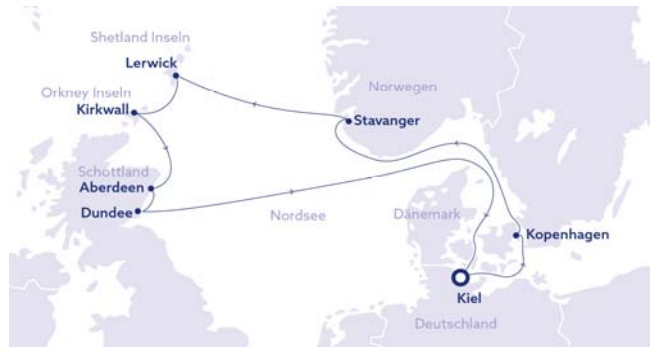 Shetland Inseln
Lerwick
Orkney Inseln
Kirkwall
Norwegen
Stavanger
Schottland
Aberdeen
Dundee
Nordsee
Dänemark
Kopenhagen
Kiel
Deutschland